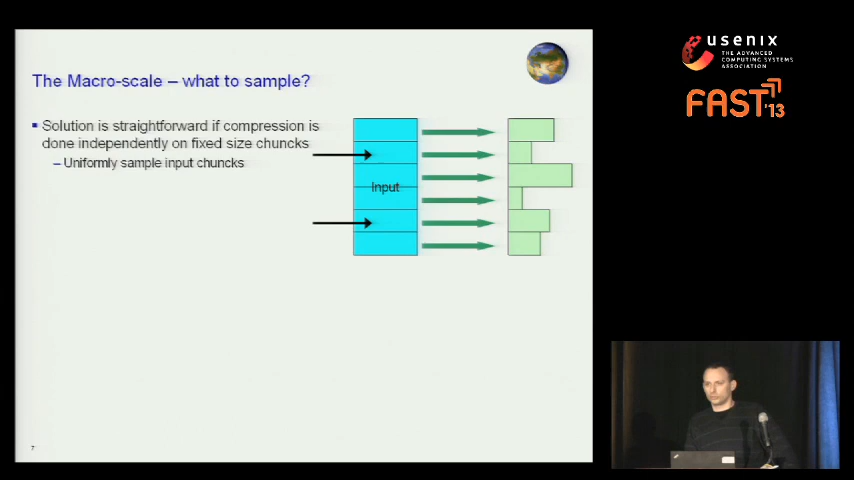 The Macro-scale – what to sample?
Solution is straightforward if compression is
done independently on fixed size chuncks
– Uniformly sample input chuncks
Input
7
usenix
THE ADVANCED
COMPUTING SYSTEMS
ASSOCIATION
FAST'13